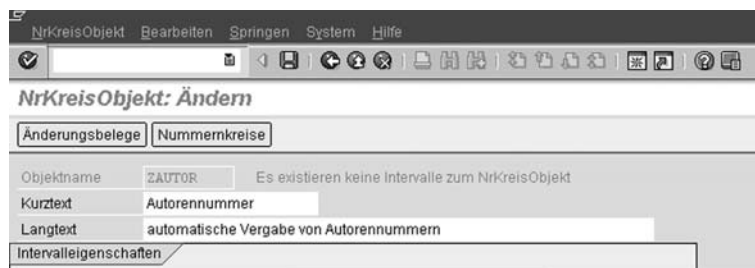 NrKreisObjekt Bearbeiten Springen System Hilfe
NrKreisObjekt: Ändern
Änderungsbelege Nummernkreise
Objektname ZAUTOR Es existieren keine Intervalle zum NrKreisObjekt
Kurztext Autorennummer
Langtext automatische Vergabe von Autorennummern
Intervalleigenschaften